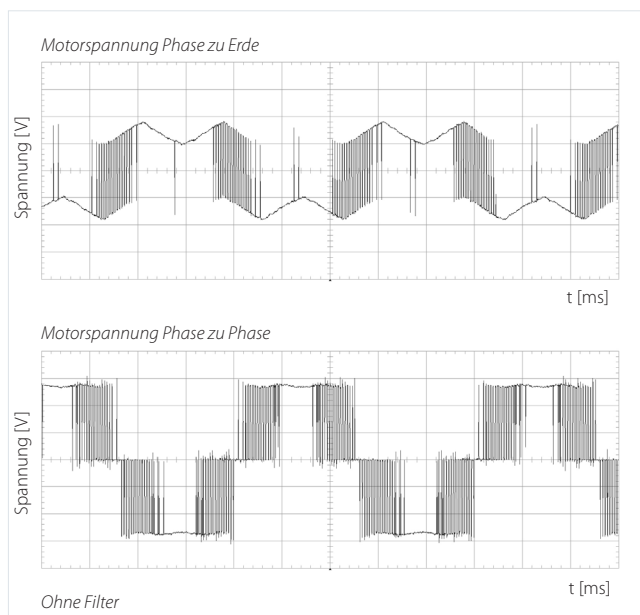 Motorspannung Phase zu Erde
Spannung [V]
t [ms]
Motorspannung Phase zu Phase
Spannung [V]
t [ms]
Ohne Filter